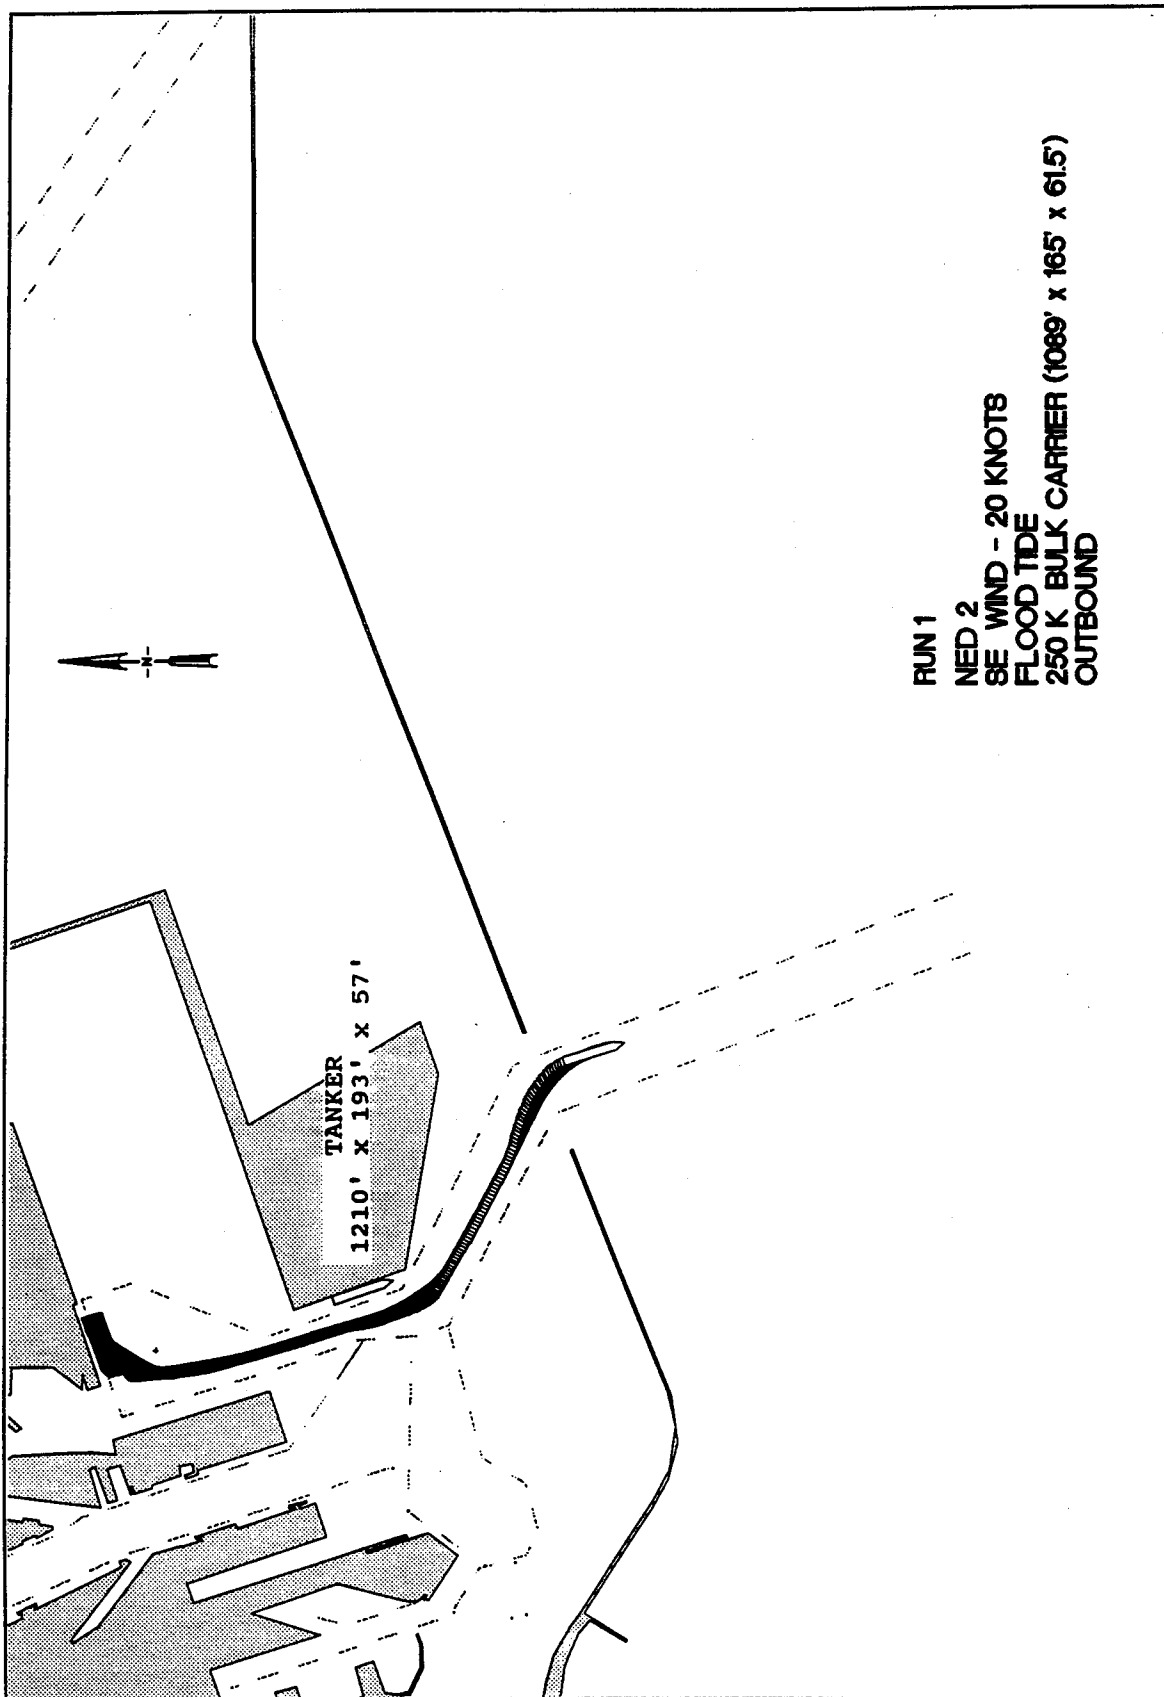 N
TANKER
1210' x 193' x 57'
RUN 1
NED 2
SE WIND - 20 KNOTS
FLOOD TIDE
250 K BULK CARRIER (1089' x 165' x 61.5')
OUTBOUND